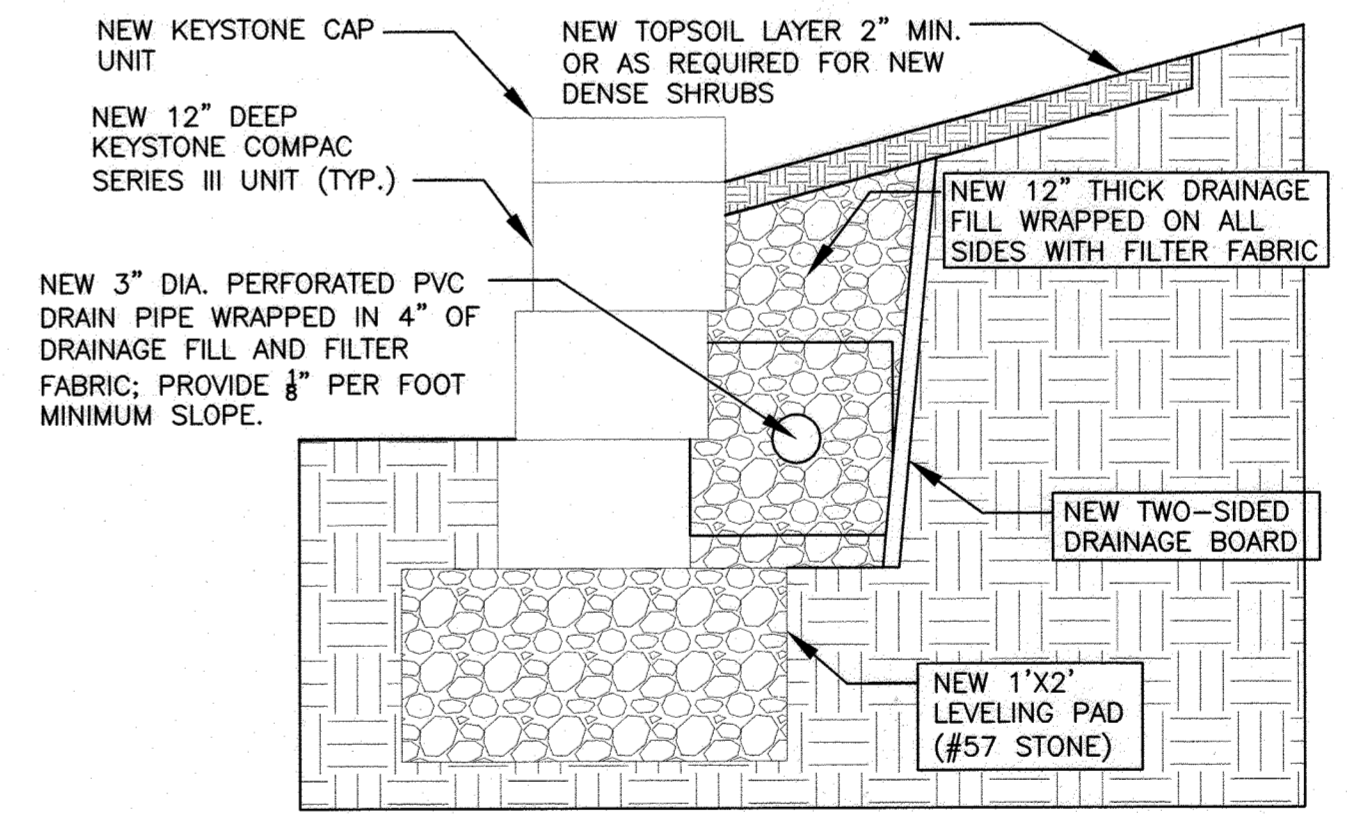 NEW KEYSTONE CAP
UNIT
NEW TOPSOIL LAYER 2" MIN.
OR AS REQUIRED FOR NEW
DENSE SHRUBS
NEW 12" DEEP
KEYSTONE COMPAC
SERIES III UNIT (TYP.)
NEW 12" THICK DRAINAGE
FILL WRAPPED ON ALL
SIDES WITH FILTER FABRIC
NEW 3" DIA. PERFORATED PVC
DRAIN PIPE WRAPPED IN 4" OF
DRAINAGE FILL AND FILTER
FABRIC; PROVIDE 1/8" PER FOOT
MINIMUM SLOPE.
NEW TWO-SIDED
DRAINAGE BOARD
NEW 1'X2'
LEVELING PAD
(#57 STONE)